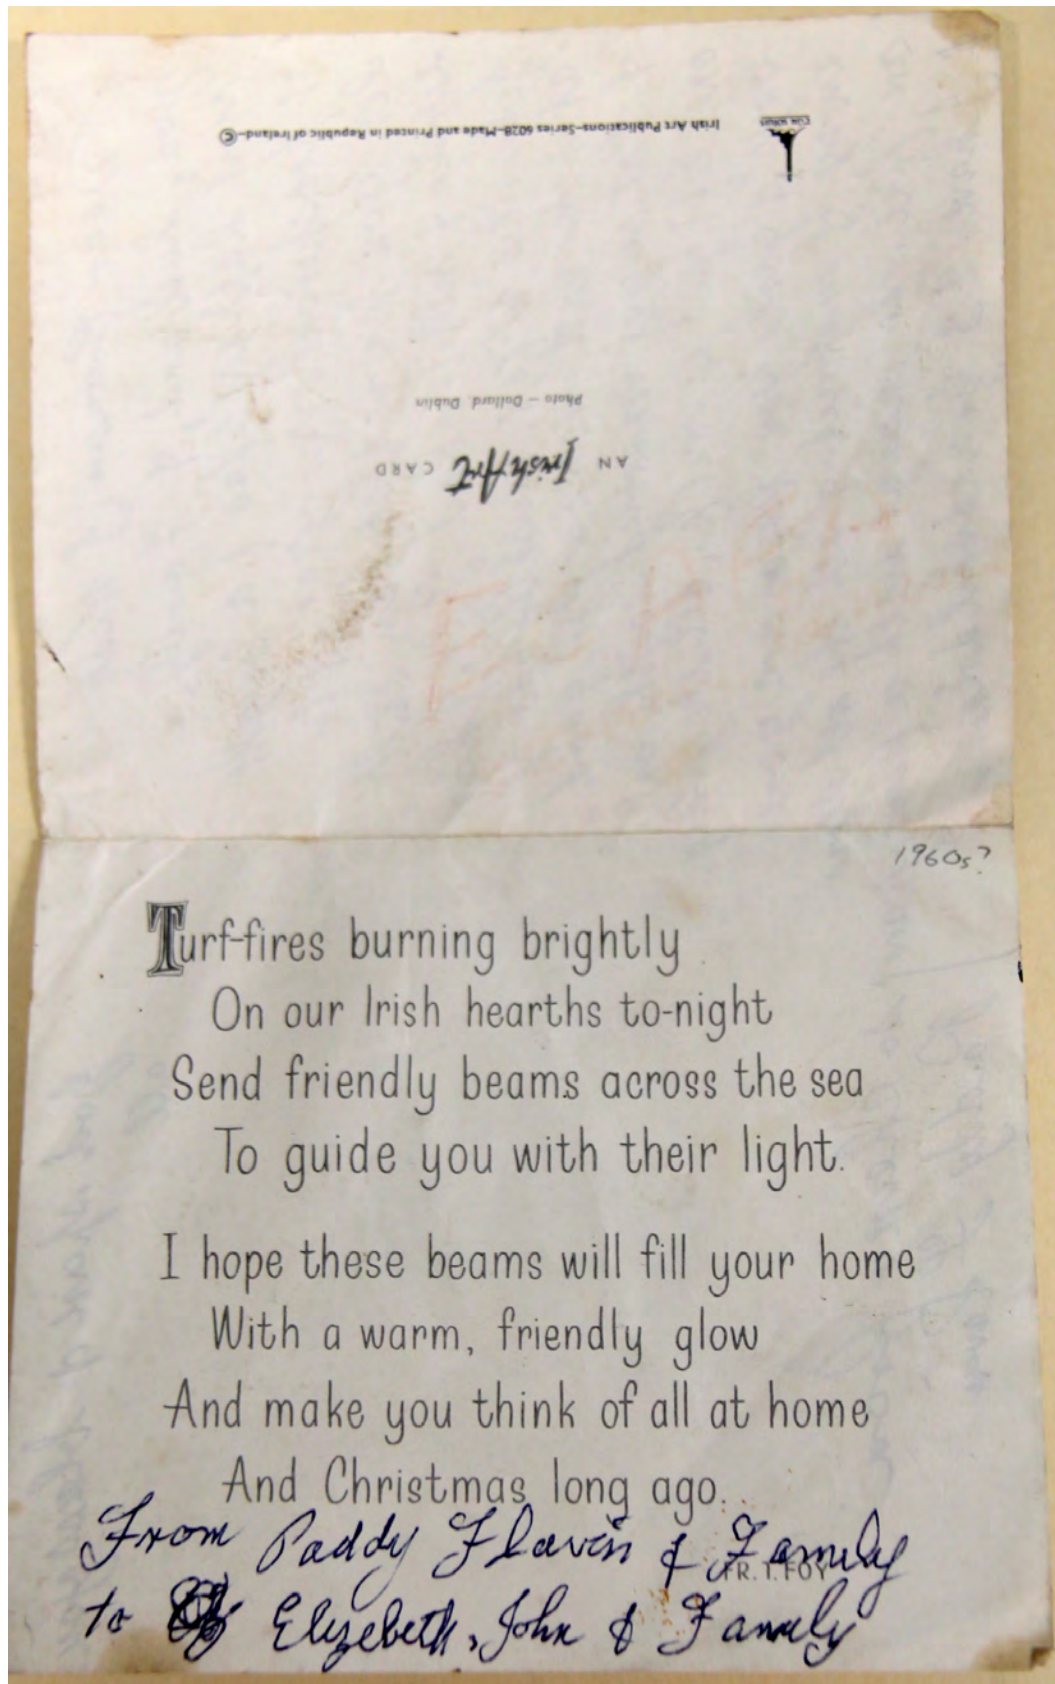 Irish Art Publications–Series 6028–Made and Printed in Republic of Ireland–©
Photo – Dollard, Dublin
AN Irish Art CARD
1960s?
Turf-fires burning brightly
On our Irish hearths to-night
Send friendly beams across the sea
To guide you with their light.
I hope these beams will fill your home
With a warm, friendly glow
And make you think of all at home
And Christmas long ago.
From Paddy Flavin & Family
FR. T. FOY
to Elizebeth, John & Family